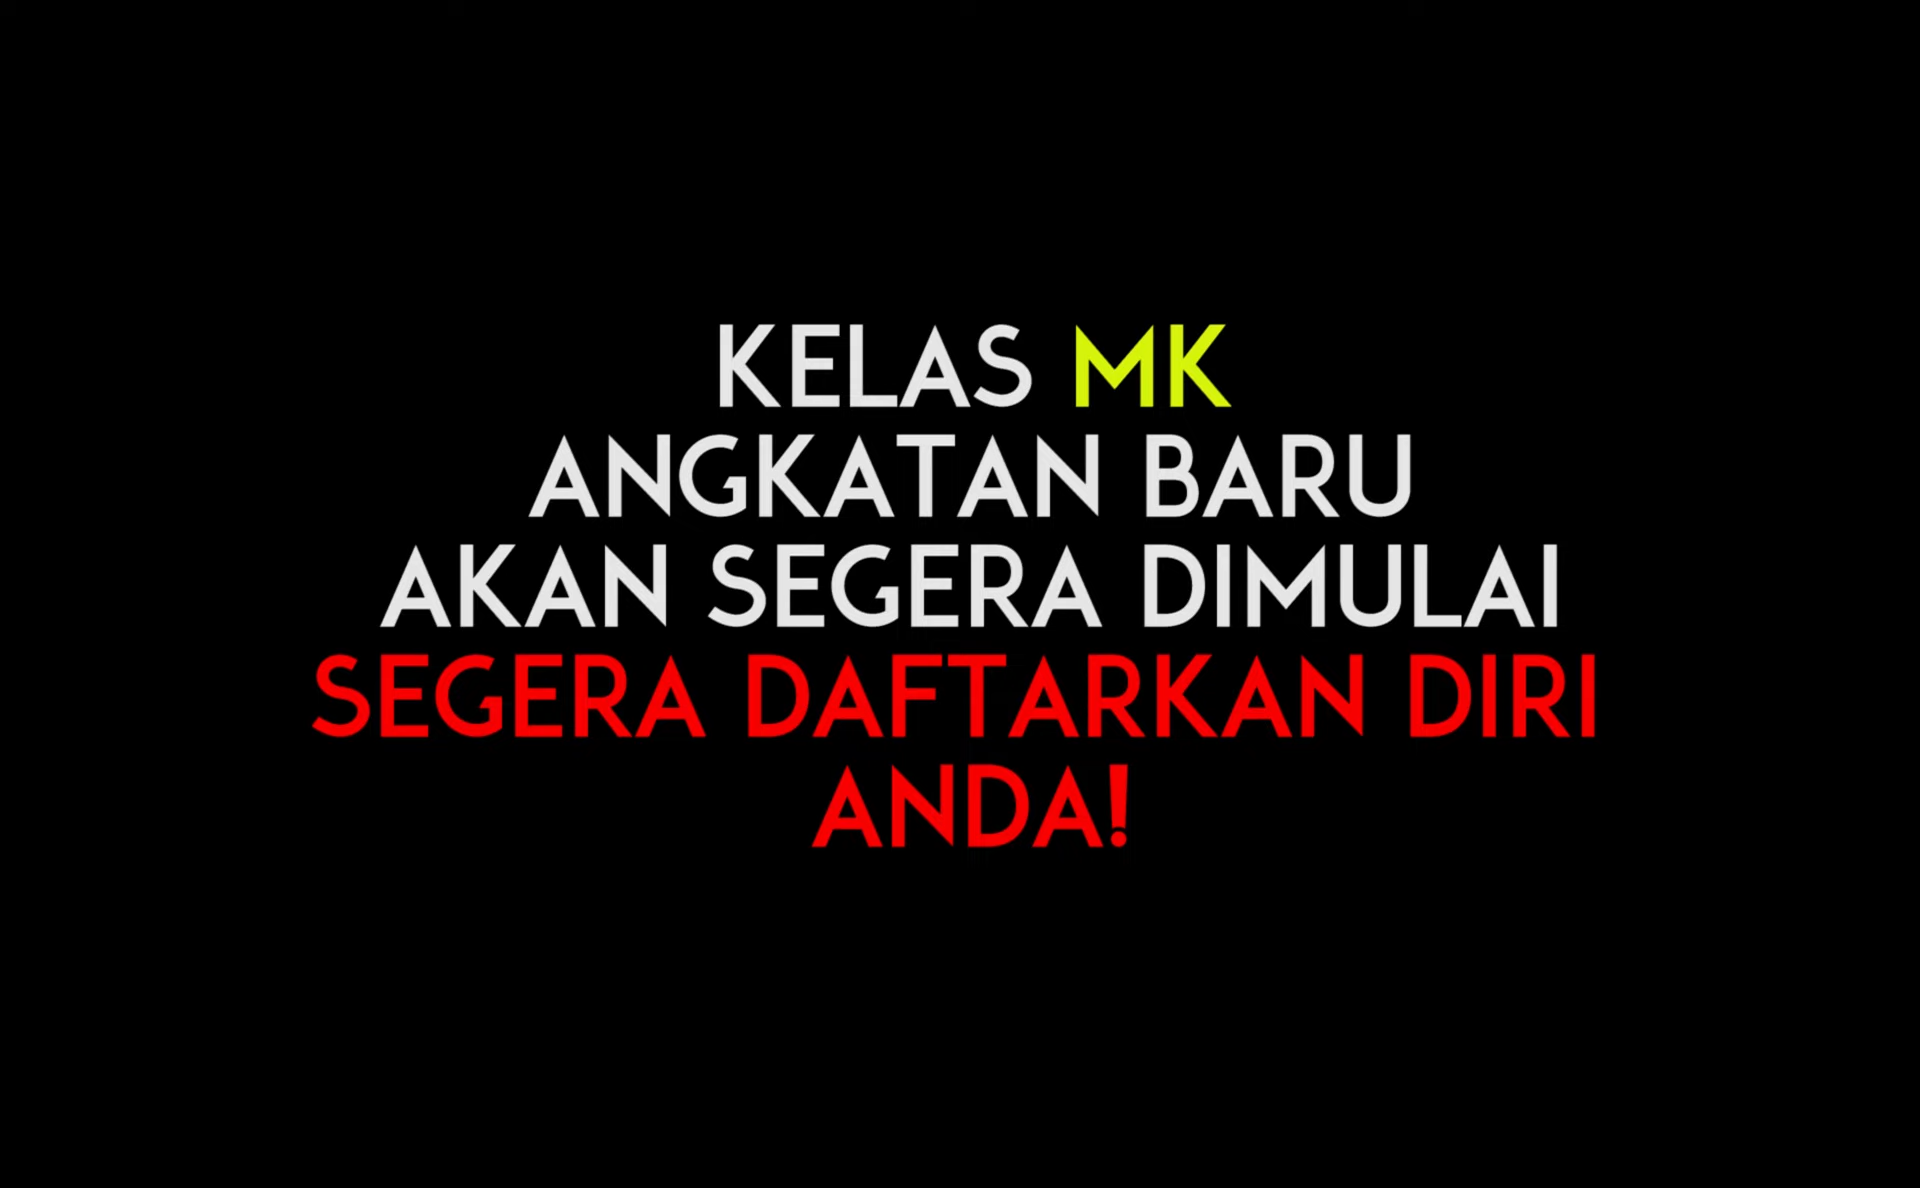 KELAS MK
ANGKATAN BARU
AKAN SEGERA DIMULAI
SEGERA DAFTARKAN DIRI
ANDA!